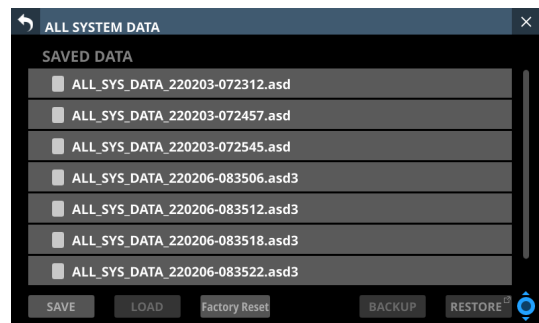 ALL SYSTEM DATA
SAVED DATA
ALL_SYS_DATA_220203-072312.asd
ALL_SYS_DATA_220203-072457.asd
ALL_SYS_DATA_220203-072545.asd
ALL_SYS_DATA_220206-083506.asd3
ALL_SYS_DATA_220206-083512.asd3
ALL_SYS_DATA_220206-083518.asd3
ALL_SYS_DATA_220206-083522.asd3
SAVE LOAD Factory Reset BACKUP RESTORE